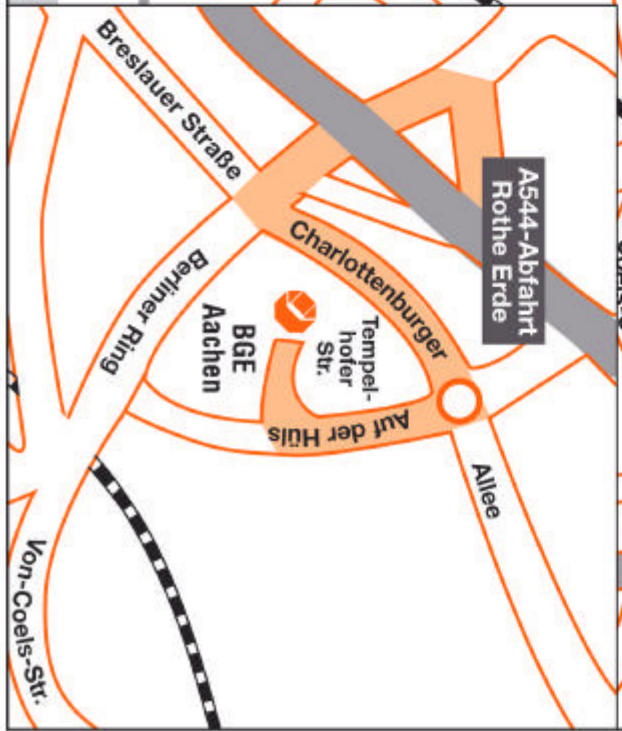 A544-Abfahrt
Rothe Erde
Breslauer Straße
Charlottenburger
Allee
Berliner Ring
Tempel-
hofer
Str.
BGE
Aachen
Auf der Hüls
Von-Coels-Str.